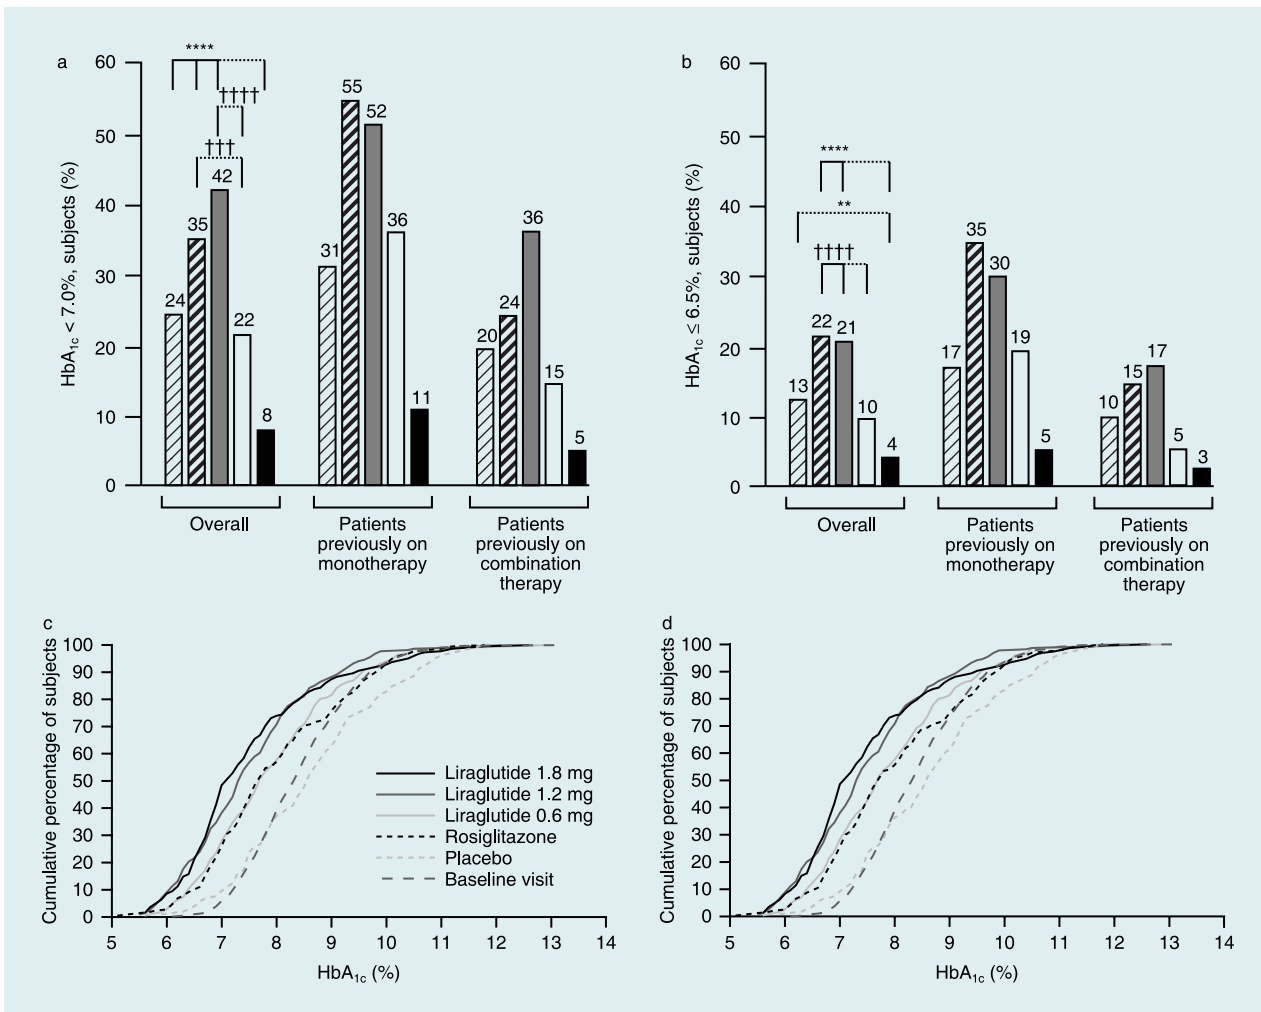 a
HbA1c < 7.0%, subjects (%)
60
50
40
30
20
10
0
****
††††
†††
24
35
42
22
8
31
55
52
36
11
20
24
36
15
5
Overall
Patients
previously on
monotherapy
Patients
previously on
combination
therapy
b
HbA1c ≤ 6.5%, subjects (%)
60
50
40
30
20
10
0
****
**
††††
13
22
21
10
4
17
35
30
19
5
10
15
17
5
3
Overall
Patients
previously on
monotherapy
Patients
previously on
combination
therapy
c
Cumulative percentage of subjects
100
90
80
70
60
50
40
30
20
10
0
Liraglutide 1.8 mg
Liraglutide 1.2 mg
Liraglutide 0.6 mg
Rosiglitazone
Placebo
Baseline visit
5 6 7 8 9 10 11 12 13 14
HbA1c (%)
d
Cumulative percentage of subjects
100
90
80
70
60
50
40
30
20
10
0
5 6 7 8 9 10 11 12 13 14
HbA1c (%)